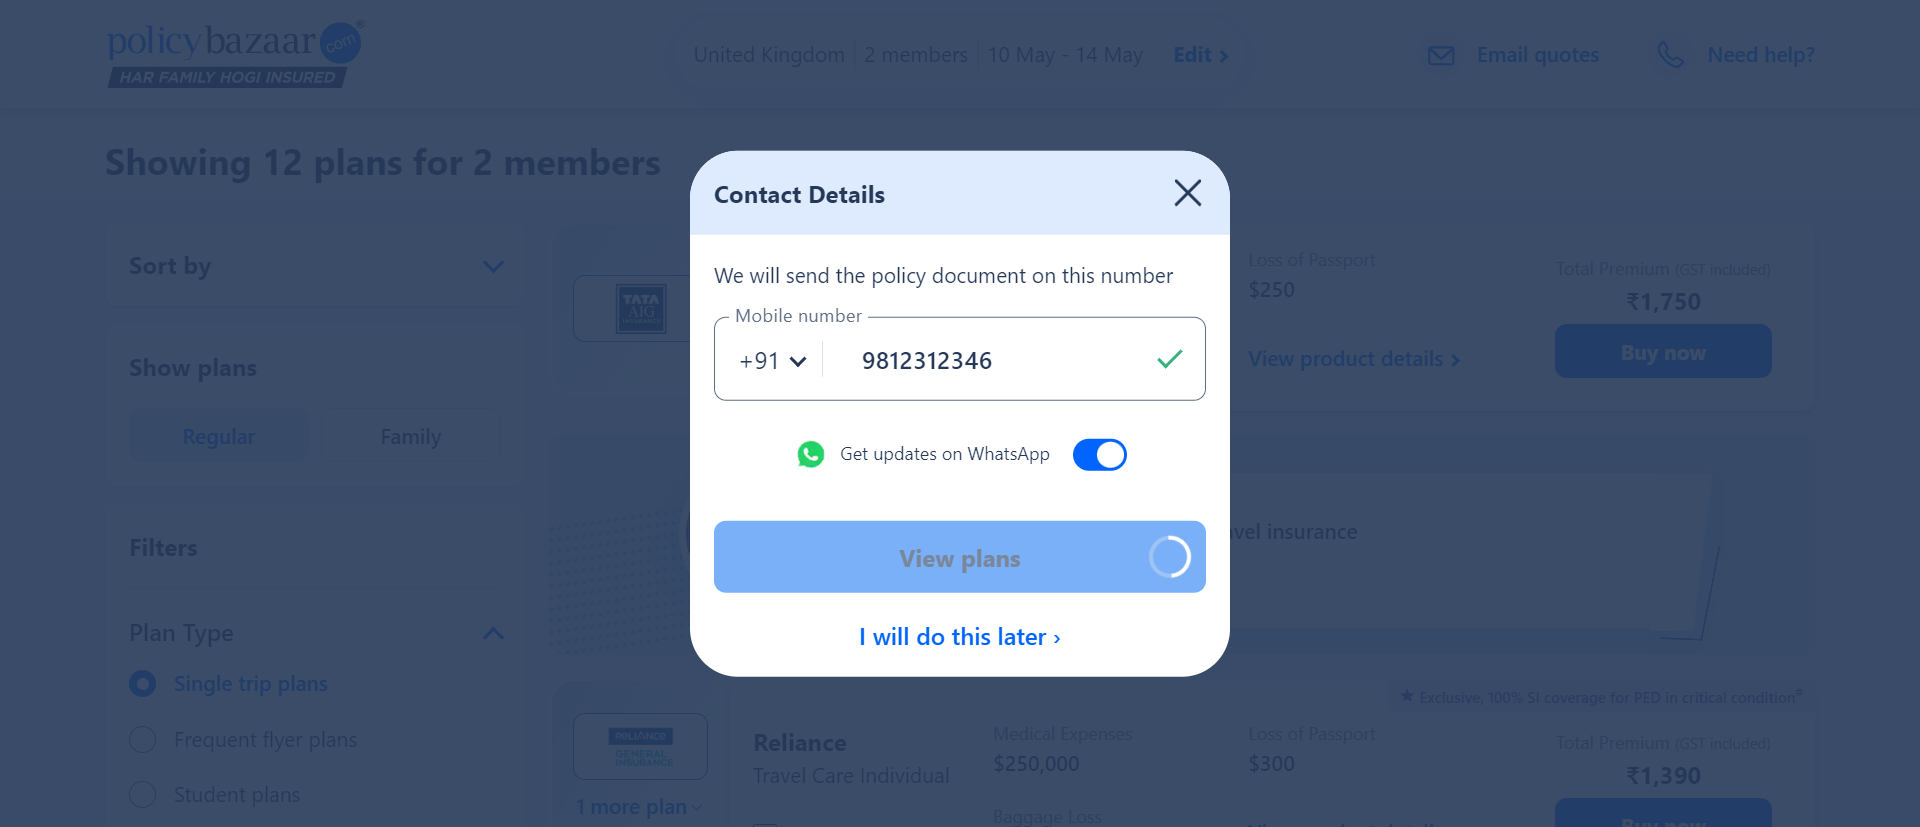 policybazaar.com®
HAR FAMILY HOGI INSURED
United Kingdom 2 members 10 May - 14 May Edit ›
Email quotes
Need help?
Showing 12 plans for 2 members
Sort by
Show plans
Regular Family
Filters
Plan Type
Single trip plans
Frequent flyer plans
Student plans
Contact Details
We will send the policy document on this number
Mobile number
+91 9812312346
Get updates on WhatsApp
View plans
I will do this later ›
TATA
AIG
INSURANCE
Loss of Passport
$250
View product details ›
Total Premium (GST included)
₹1,750
Buy now
vel insurance
Exclusive, 100% SI coverage for PED in critical condition
RELIANCE
GENERAL
INSURANCE
1 more plan
Reliance
Travel Care Individual
Medical Expenses
$250,000
Baggage Loss
Loss of Passport
$300
Total Premium (GST included)
₹1,390
Buy now